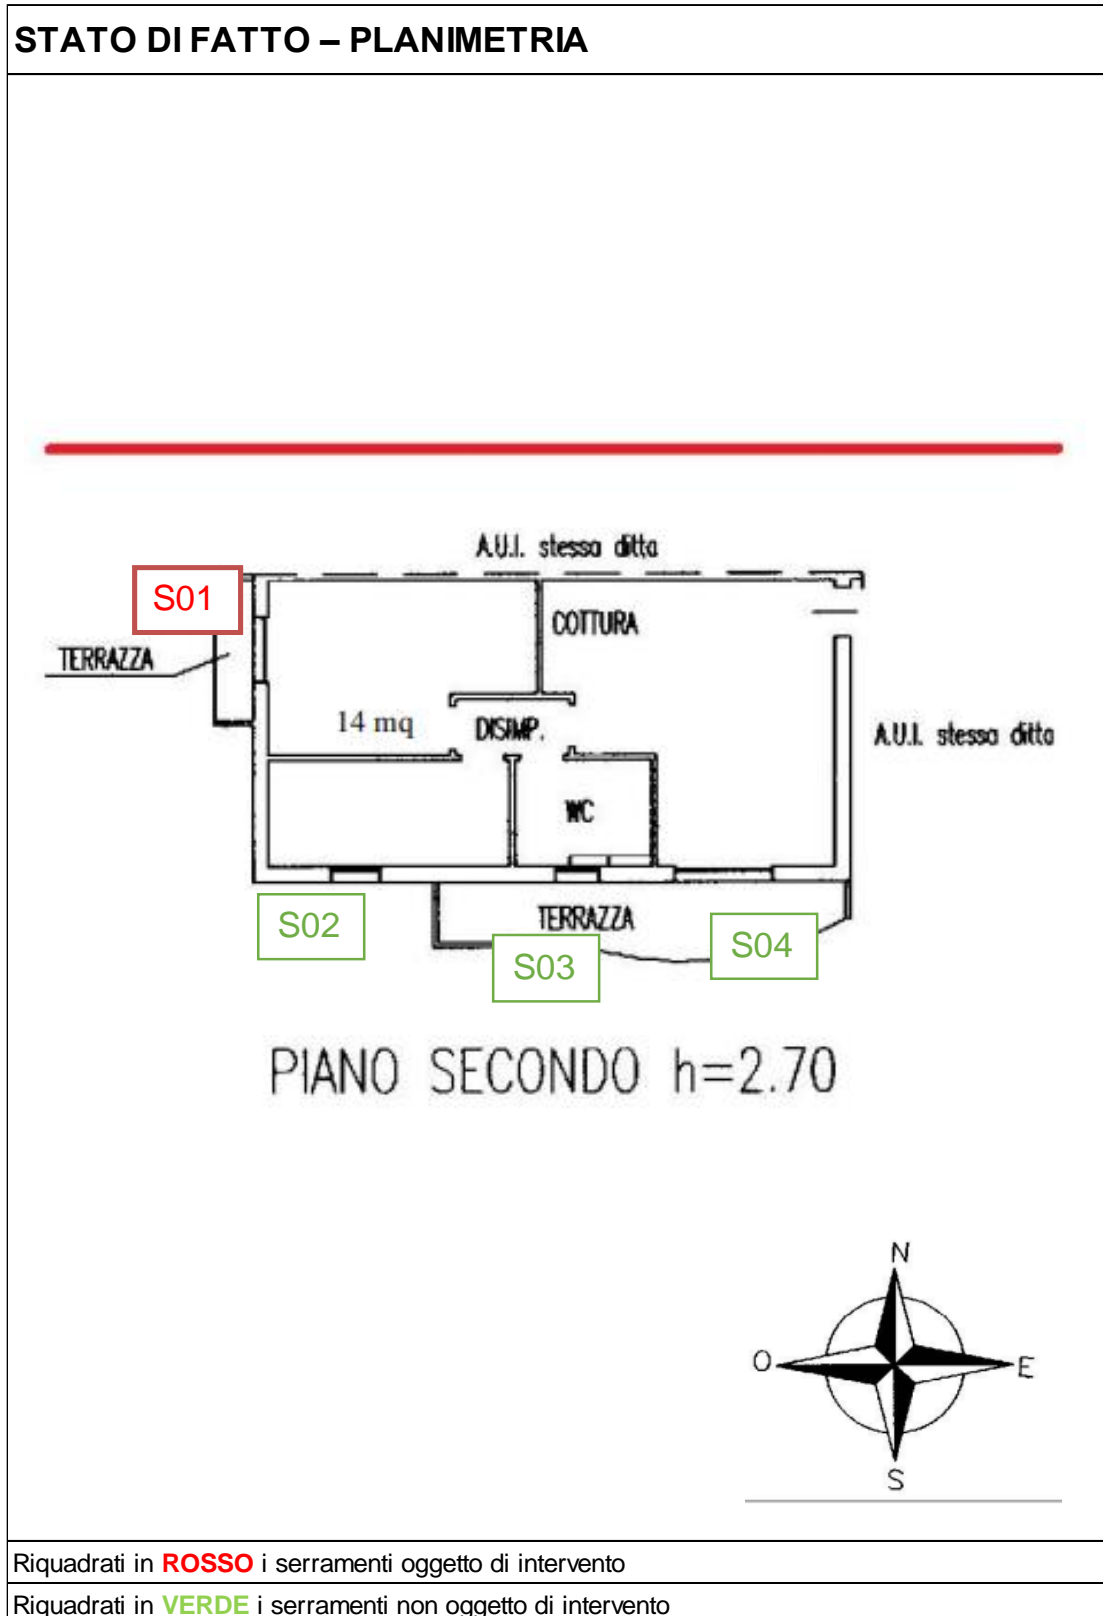 STATO DI FATTO – PLANIMETRIA
A.U.I. stessa ditta
S01
COTTURA
TERRAZZA
14 mq
DISIMP.
A.U.I. stessa ditta
WC
S02
TERRAZZA
S03
S04
PIANO SECONDO h=2.70
N
O
E
S
Riquadrati in ROSSO i serramenti oggetto di intervento
Riquadrati in VERDE i serramenti non oggetto di intervento